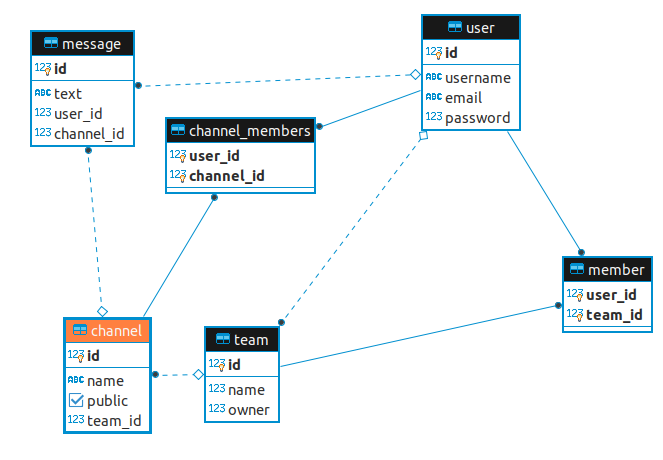 message
123 id
ABC text
123 user_id
123 channel_id
user
123 id
ABC username
ABC email
123 password
channel_members
123 user_id
123 channel_id
member
123 user_id
123 team_id
channel
123 id
ABC name
public
123 team_id
team
123 id
123 name
123 owner